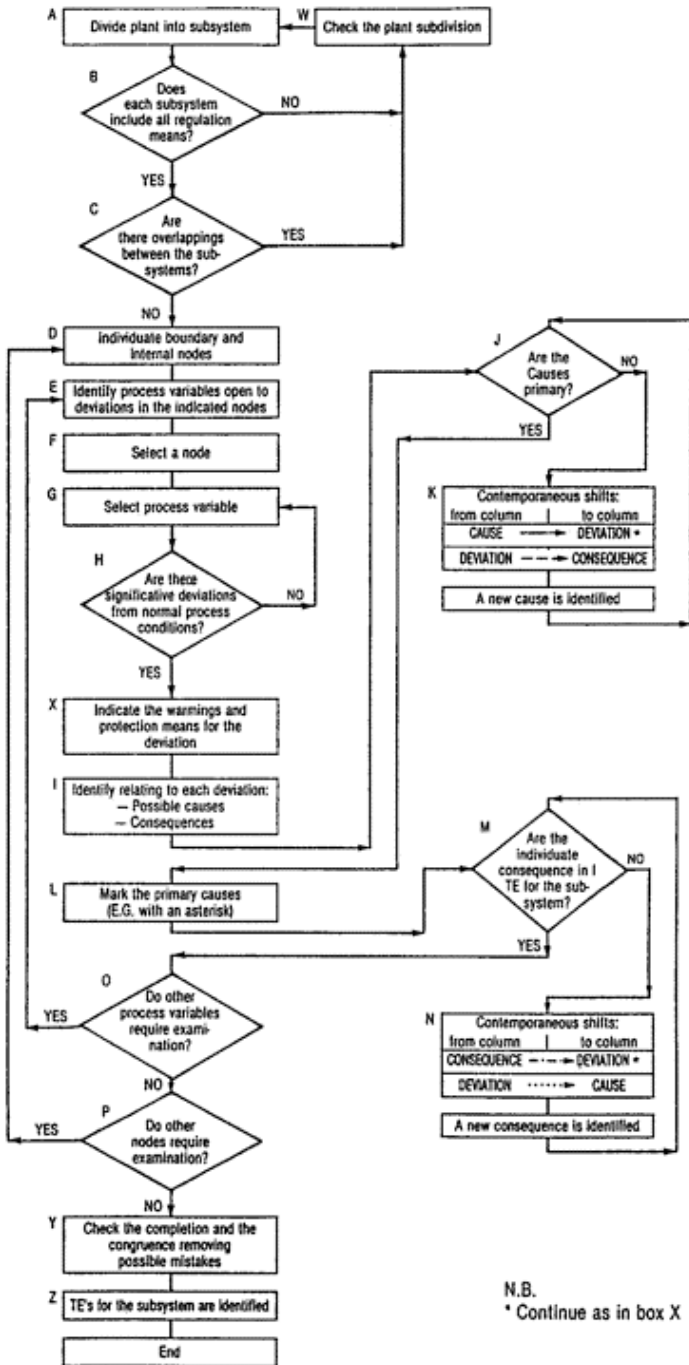 A
Divide plant into subsystem
W
Check the plant subdivision
B
Does
each subsystem
include all regulation
means?
NO
YES
C
Are
there overlappings
between the sub-
systems?
YES
NO
D
Individuate boundary and
Internal nodes
E
Identify process variables open to
deviations in the indicated nodes
F
Select a node
G
Select process variable
H
Are there
significative deviations
from normal process
conditions?
NO
YES
X
Indicate the warnings and
protection means for the
deviation
I
Identify relating to each deviation:
— Possible causes
— Consequences
J
Are the
Causes
primary?
NO
YES
K
Contemporaneous shifts:
from column to column
CAUSE DEVIATION *
DEVIATION CONSEQUENCE
A new cause is identified
L
Mark the primary causes
(E.G. with an asterisk)
M
Are the
individuate
consequence in I
TE for the sub-
system?
NO
YES
N
Contemporaneous shifts:
from column to column
CONSEQUENCE DEVIATION *
DEVIATION CAUSE
A new consequence is identified
O
Do other
process variables
require exami-
nation?
YES
NO
P
Do other
nodes require
examination?
YES
NO
Y
Check the completion and the
congruence removing
possible mistakes
Z
TE's for the subsystem are identified
End
N.B.
* Continue as in box X